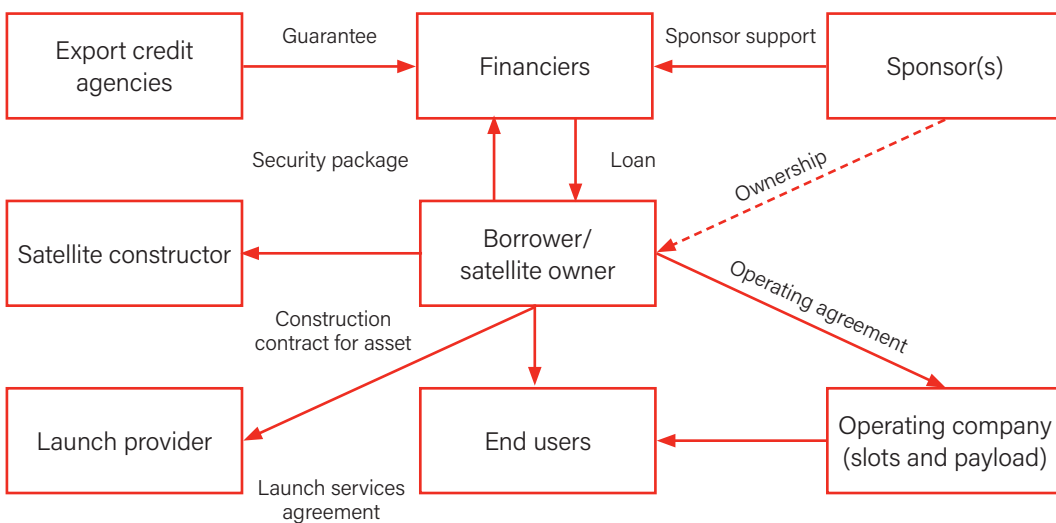 Export credit
agencies
Guarantee
Financiers
Sponsor support
Sponsor(s)
Security package
Loan
Ownership
Satellite constructor
Borrower/
satellite owner
Operating agreement
Construction
contract for asset
Launch provider
End users
Operating company
(slots and payload)
Launch services
agreement